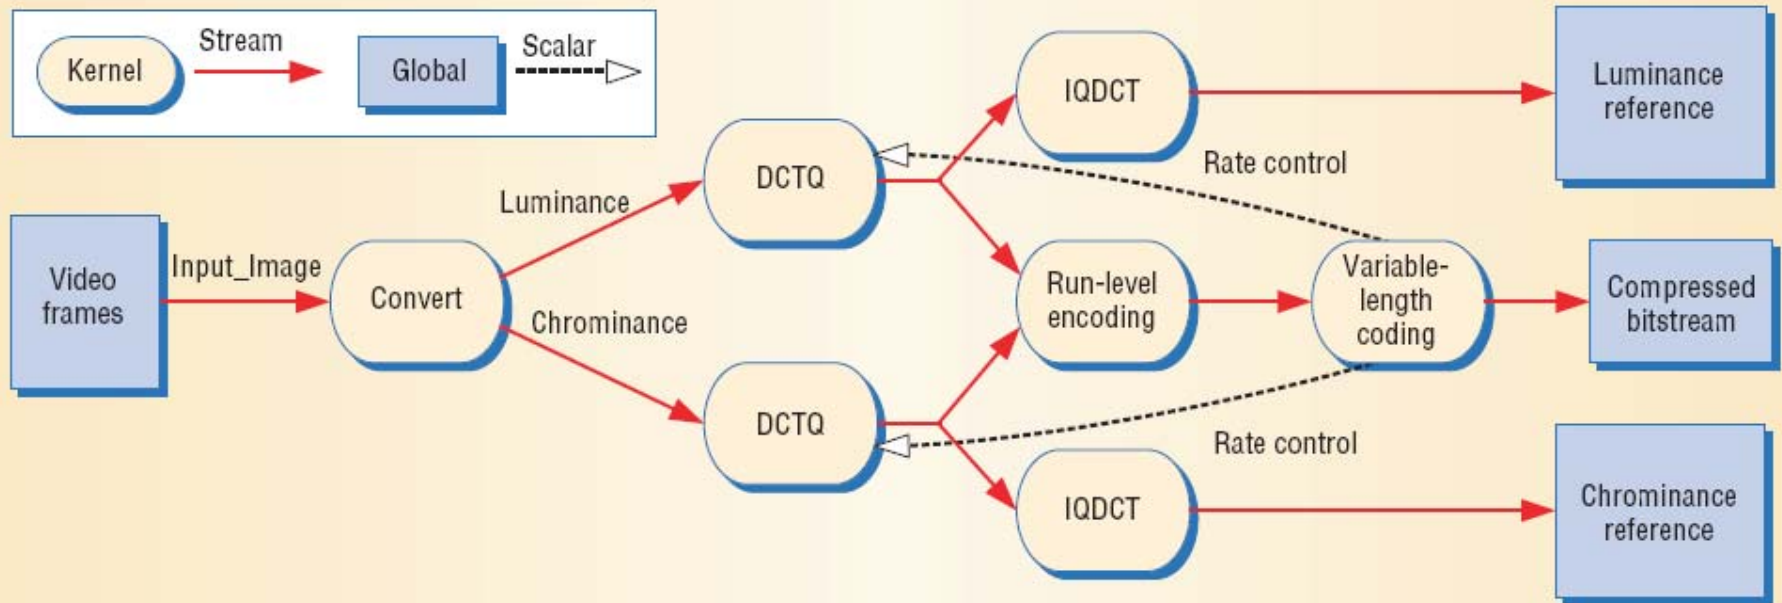 Kernel
Stream
Global
Scalar
Video
frames
Input_Image
Convert
Luminance
Chrominance
DCTQ
DCTQ
IQDCT
Run-level
encoding
IQDCT
Rate control
Variable-
length
coding
Rate control
Luminance
reference
Compressed
bitstream
Chrominance
reference